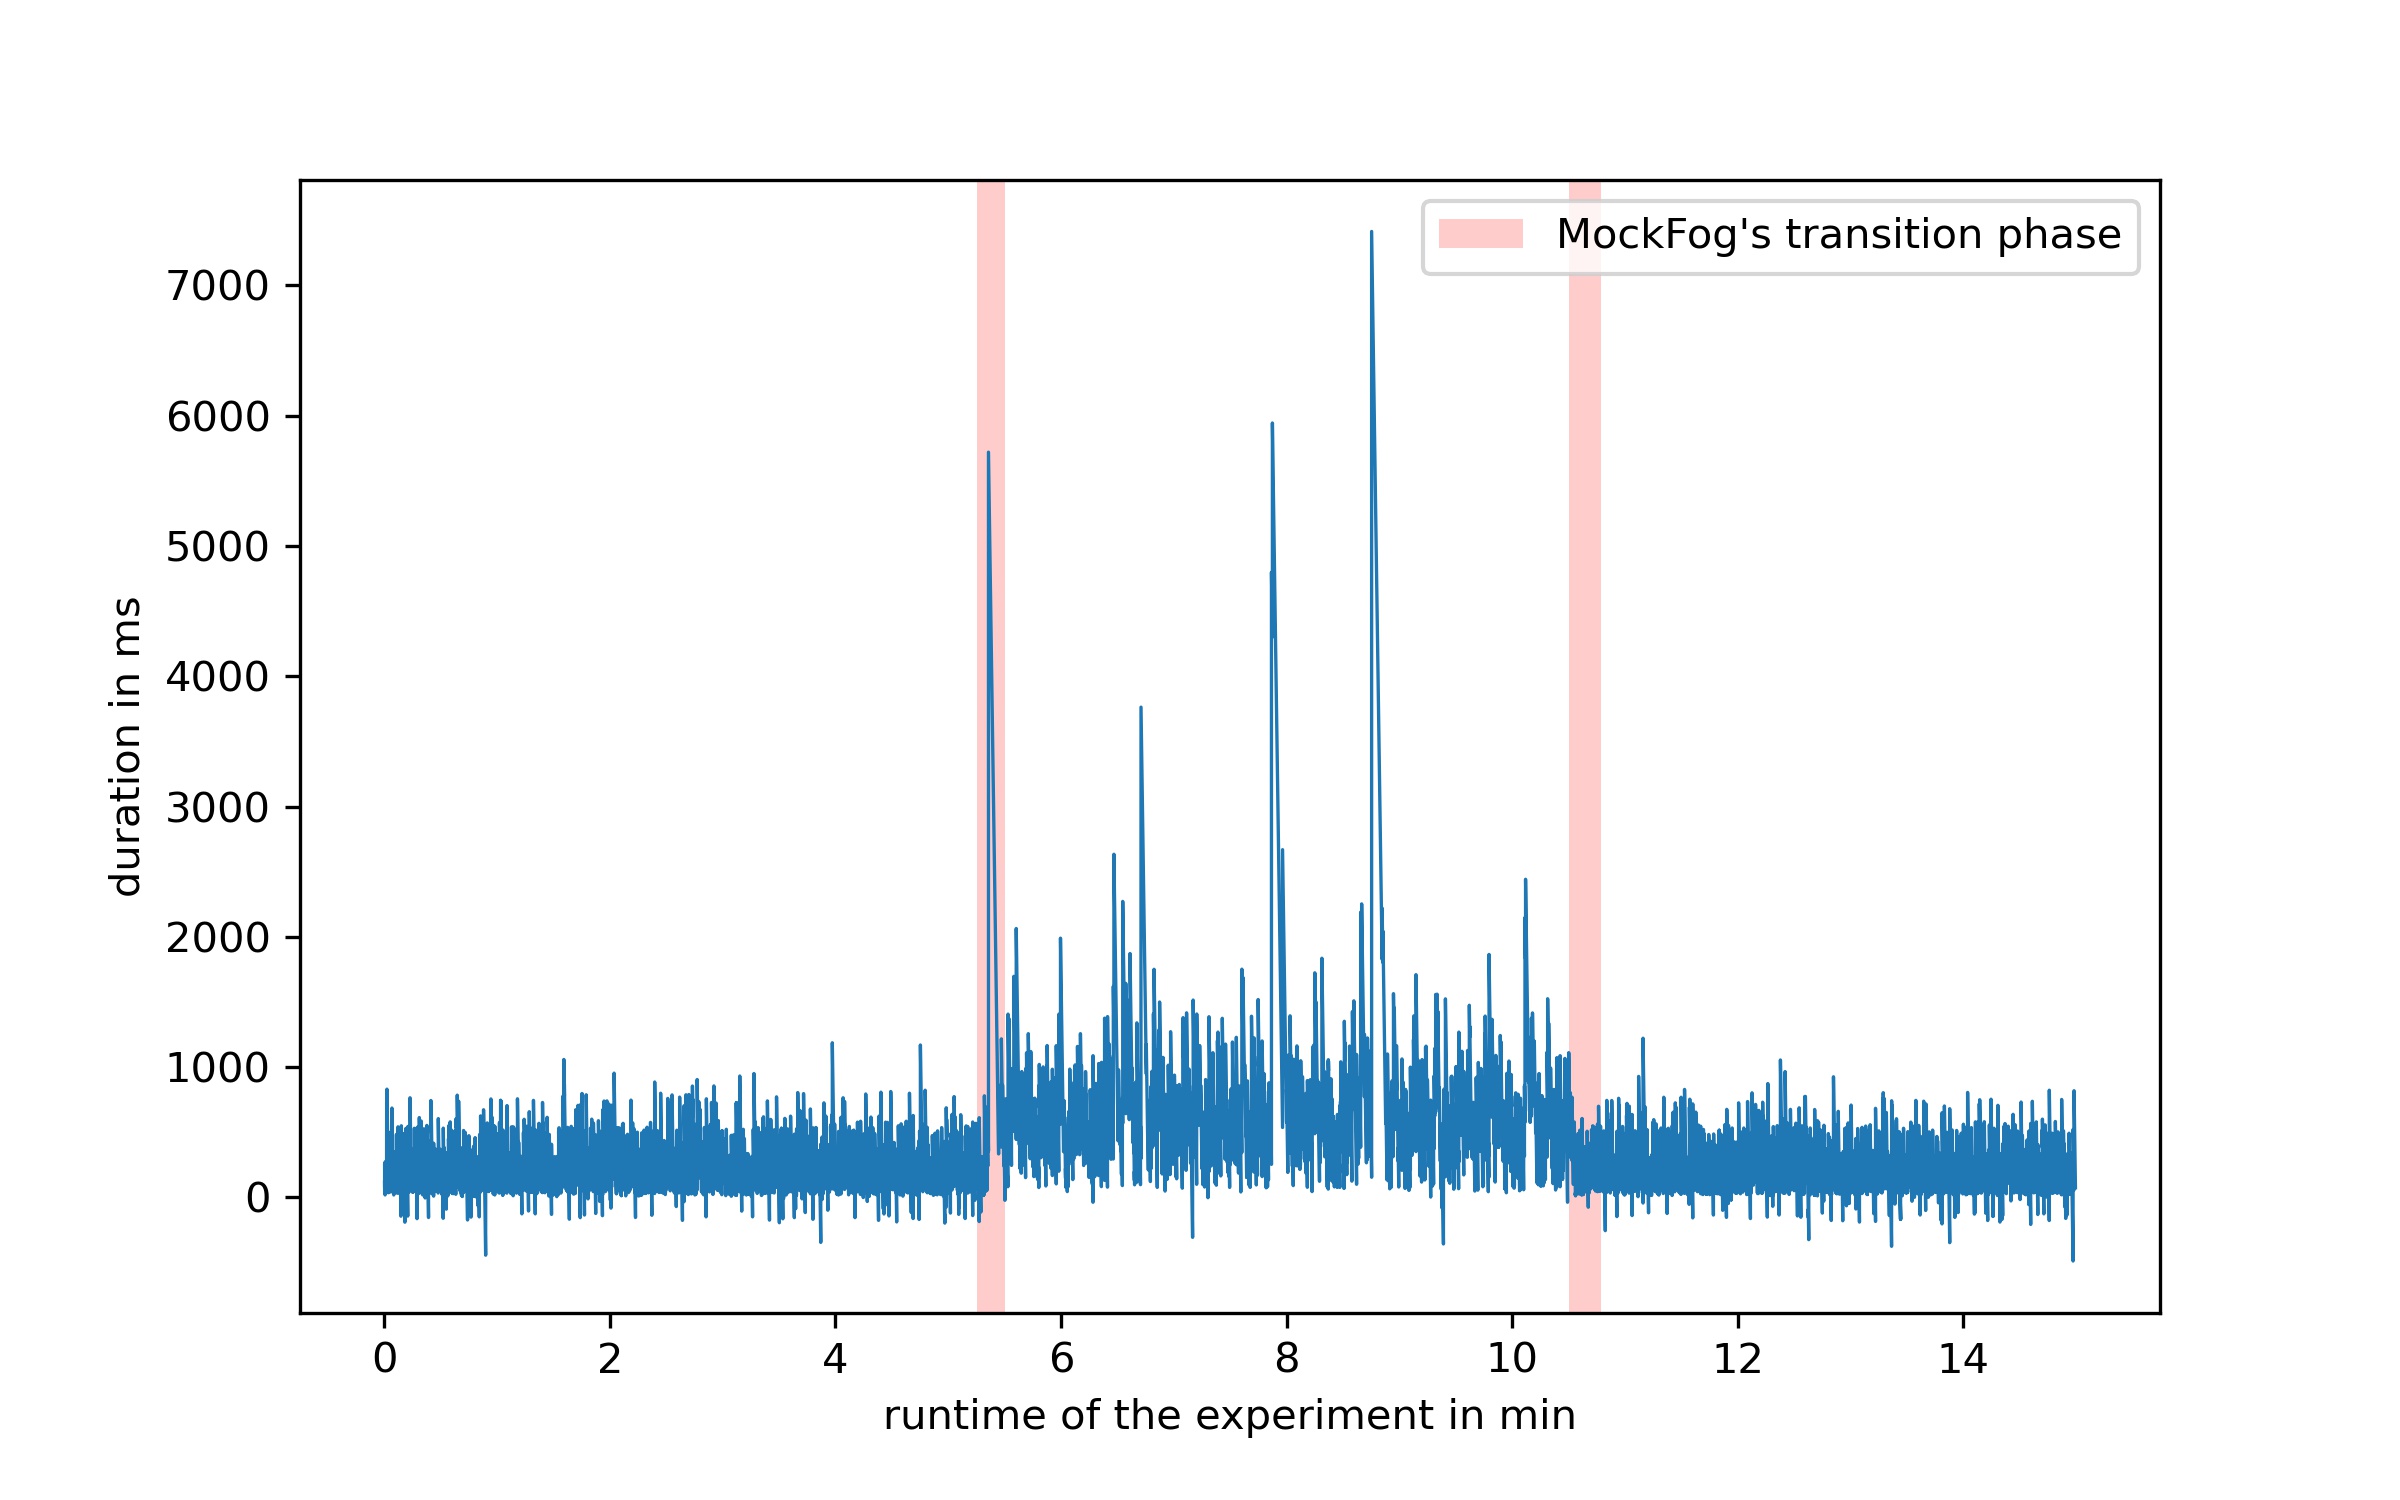 MockFog's transition phase
7000
6000
5000
4000
3000
2000
1000
0
duration in ms
0 2 4 6 8 10 12 14
runtime of the experiment in min